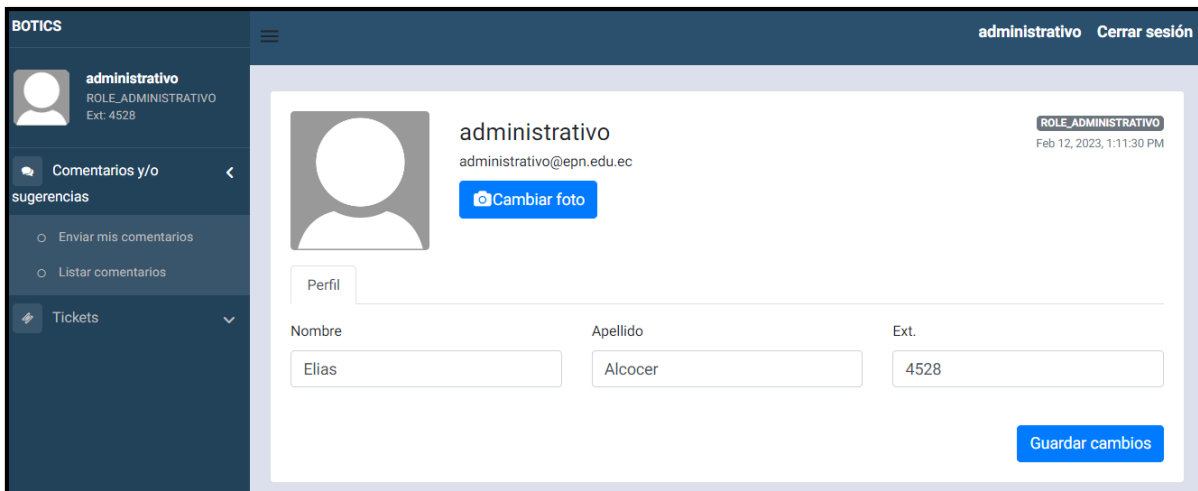 BOTICS
administrativo Cerrar sesión
administrativo
ROLE_ADMINISTRATIVO
Ext: 4528
Comentarios y/o
sugerencias
Enviar mis comentarios
Listar comentarios
Tickets
administrativo
administrativo@epn.edu.ec
Cambiar foto
ROLE_ADMINISTRATIVO
Feb 12, 2023, 1:11:30 PM
Perfil
Nombre Apellido Ext.
Elias Alcocer 4528
Guardar cambios